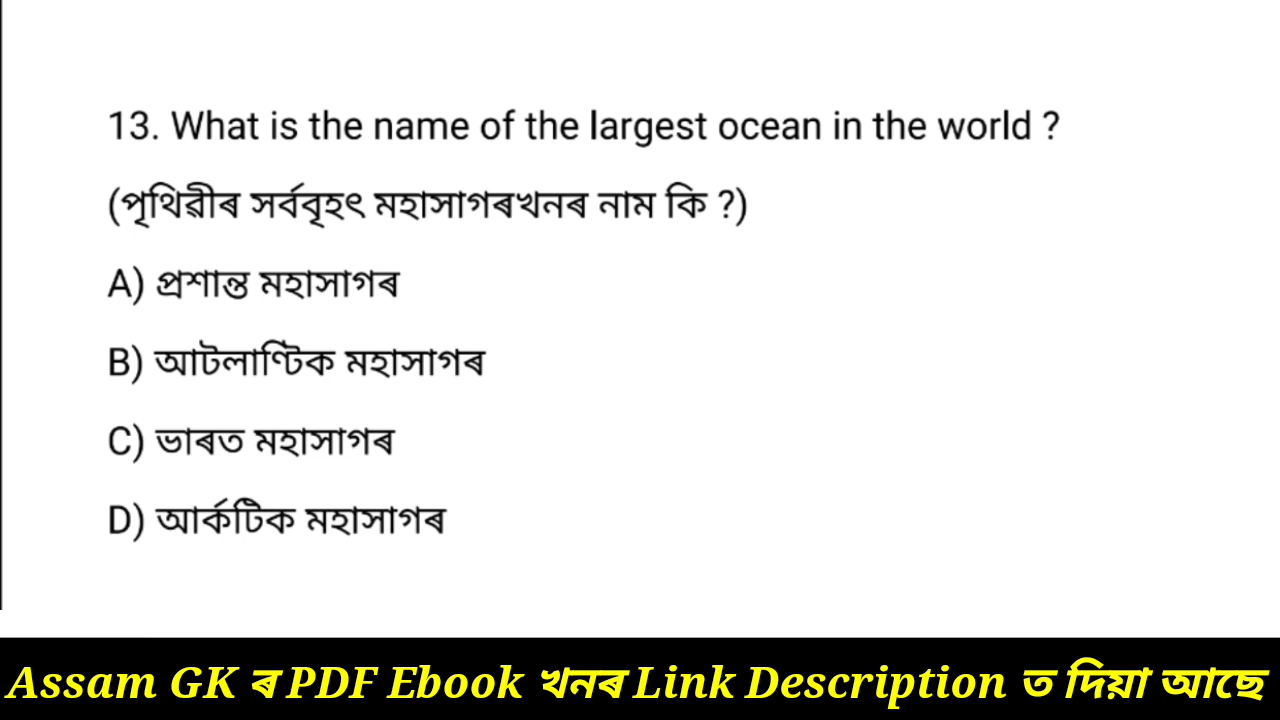 13. What is the name of the largest ocean in the world ?
(পৃথিৱীৰ সৰ্ববৃহৎ মহাসাগৰখনৰ নাম কি ?)
A) প্ৰশান্ত মহাসাগৰ
B) আটলাণ্টিক মহাসাগৰ
C) ভাৰত মহাসাগৰ
D) আৰ্কটিক মহাসাগৰ
Assam GK ৰ PDF Ebook খনৰ Link Description ত দিয়া আছে